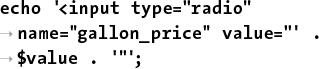 echo '<input type="radio"
→ name="gallon_price" value="' .
→ $value . '"';